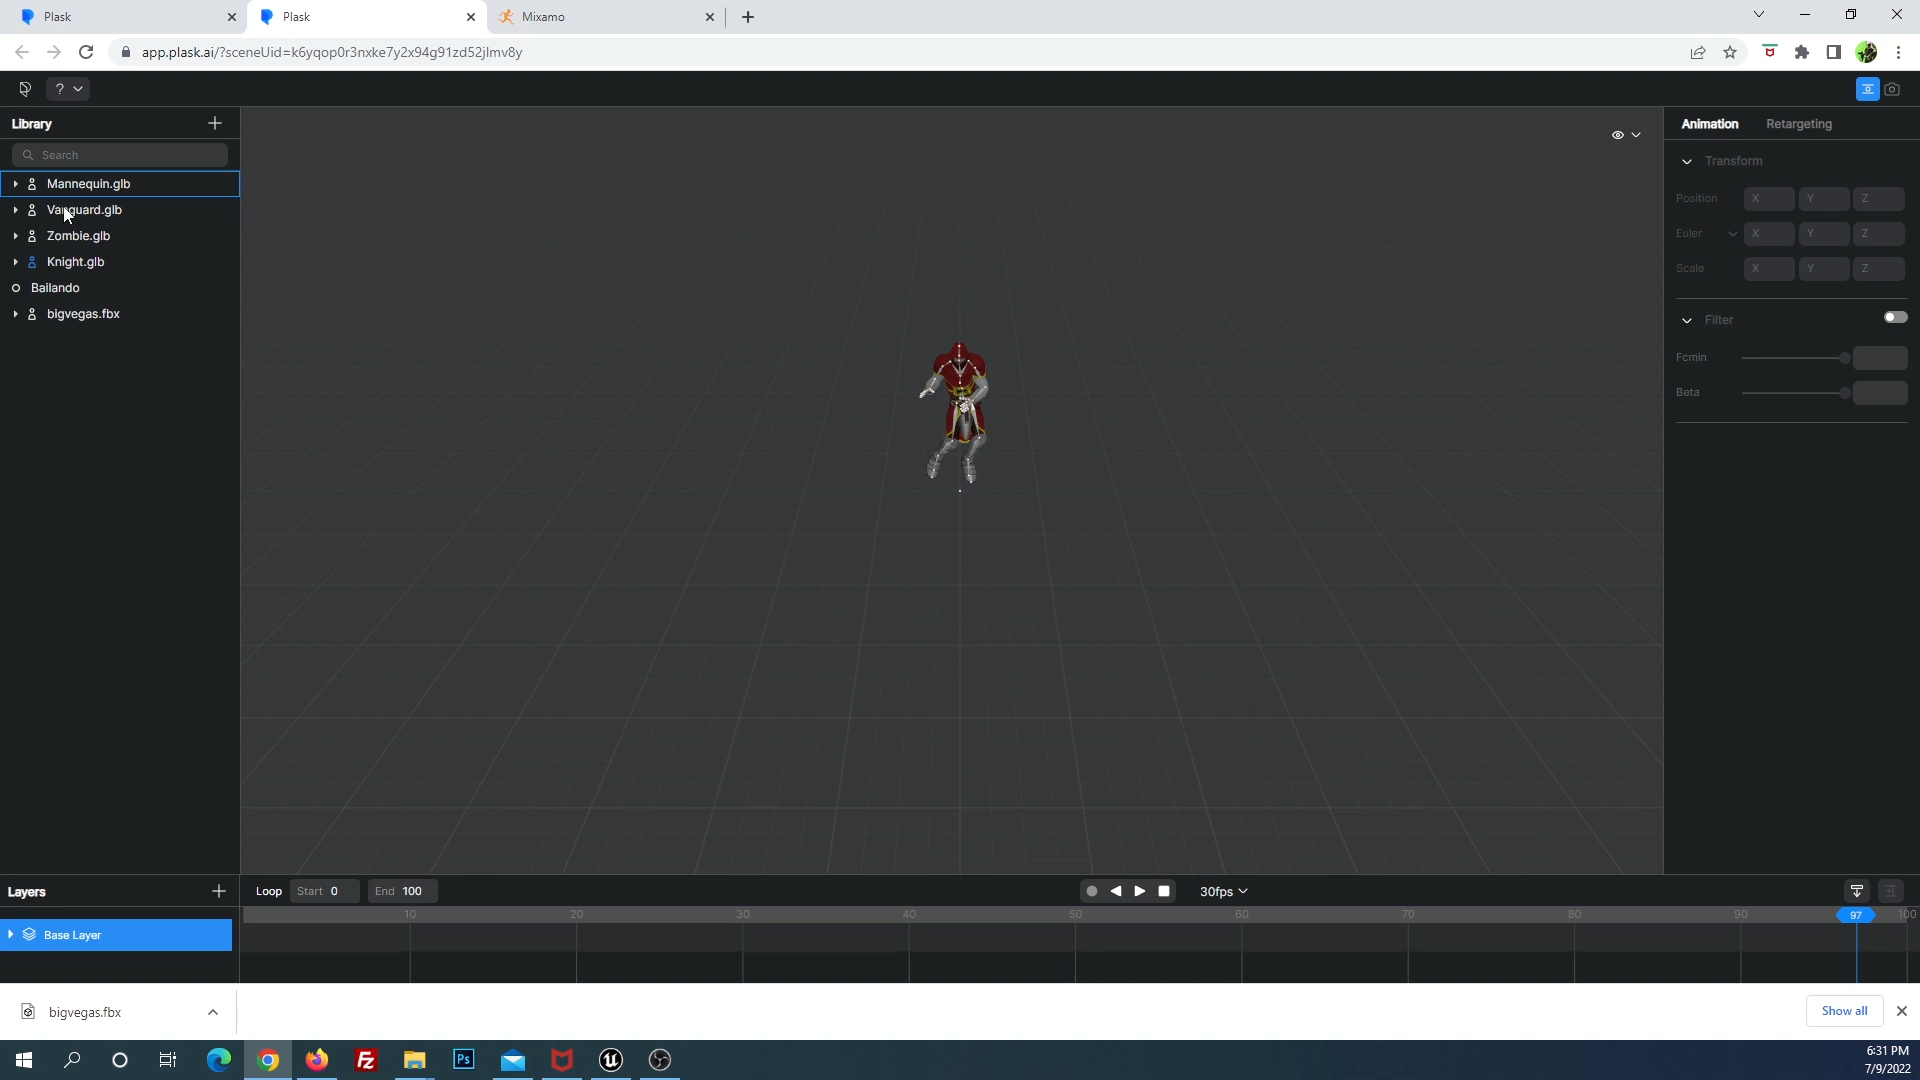 Plask
Plask
Mixamo
app.plask.ai/?sceneUid=k6yqop0r3nxke7y2x94g91zd52jlmv8y
?
Library
Animation
Retargeting
Search
Transform
Mannequin.glb
Position X Y Z
Vanguard.glb
Euler X Y Z
Zombie.glb
Knight.glb
Scale X Y Z
Bailando
bigvegas.fbx
Filter
Fcmin
Beta
Layers
Loop Start 0 End 100
30fps
10 20 30 40 50 60 70 80 90 97 100
Base Layer
bigvegas.fbx
Show all
Fz
Ps
6:31 PM
7/9/2022